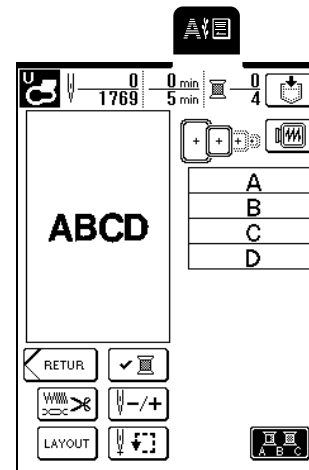 A
U 0 0 min 0
1769 5 min 4
A
B
ABCD
C
D
RETUR
-/+
LAYOUT
A B C